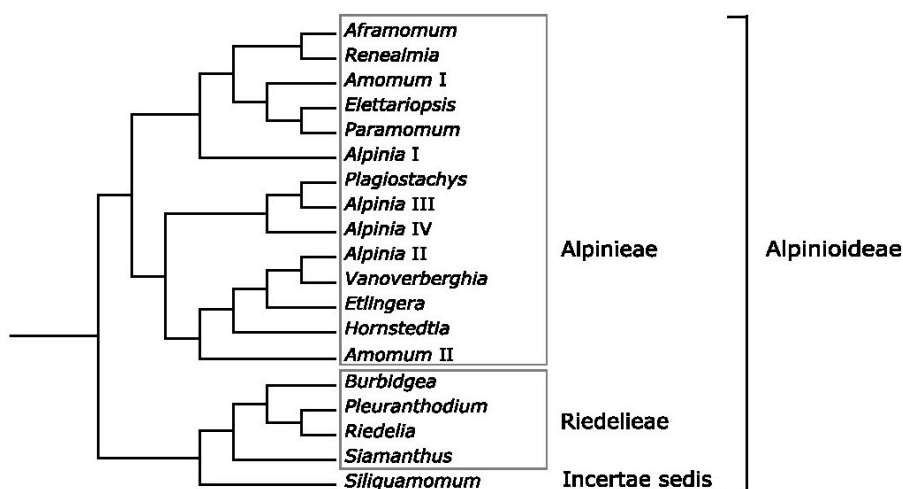 Aframomum
Renealmia
Amomum I
Elettariopsis
Paramomum
Alpinia I
Plagiostachys
Alpinia III
Alpinia IV
Alpinia II
Vanoverberghia
Etlingera
Hornstedtia
Amomum II
Alpinieae
Alpinioideae
Burbidgea
Pleuranthodium
Riedelia
Siamanthus
Riedelieae
Siliquamomum
Incertae sedis